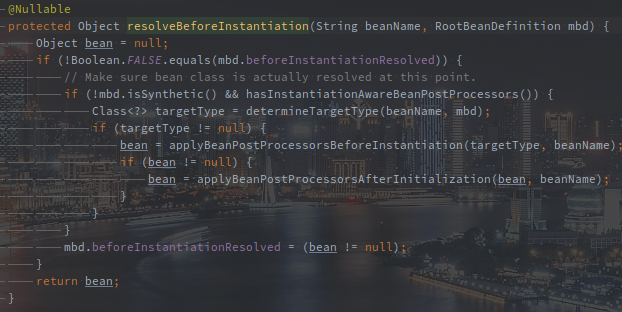 @Nullable
protected Object resolveBeforeInstantiation(String beanName, RootBeanDefinition mbd) {
    Object bean = null;
    if (!Boolean.FALSE.equals(mbd.beforeInstantiationResolved)) {
        // Make sure bean class is actually resolved at this point.
        if (!mbd.isSynthetic() && hasInstantiationAwareBeanPostProcessors()) {
            Class<?> targetType = determineTargetType(beanName, mbd);
            if (targetType != null) {
                bean = applyBeanPostProcessorsBeforeInstantiation(targetType, beanName);
                if (bean != null) {
                    bean = applyBeanPostProcessorsAfterInitialization(bean, beanName);
                }
            }
        }
        mbd.beforeInstantiationResolved = (bean != null);
    }
    return bean;
}